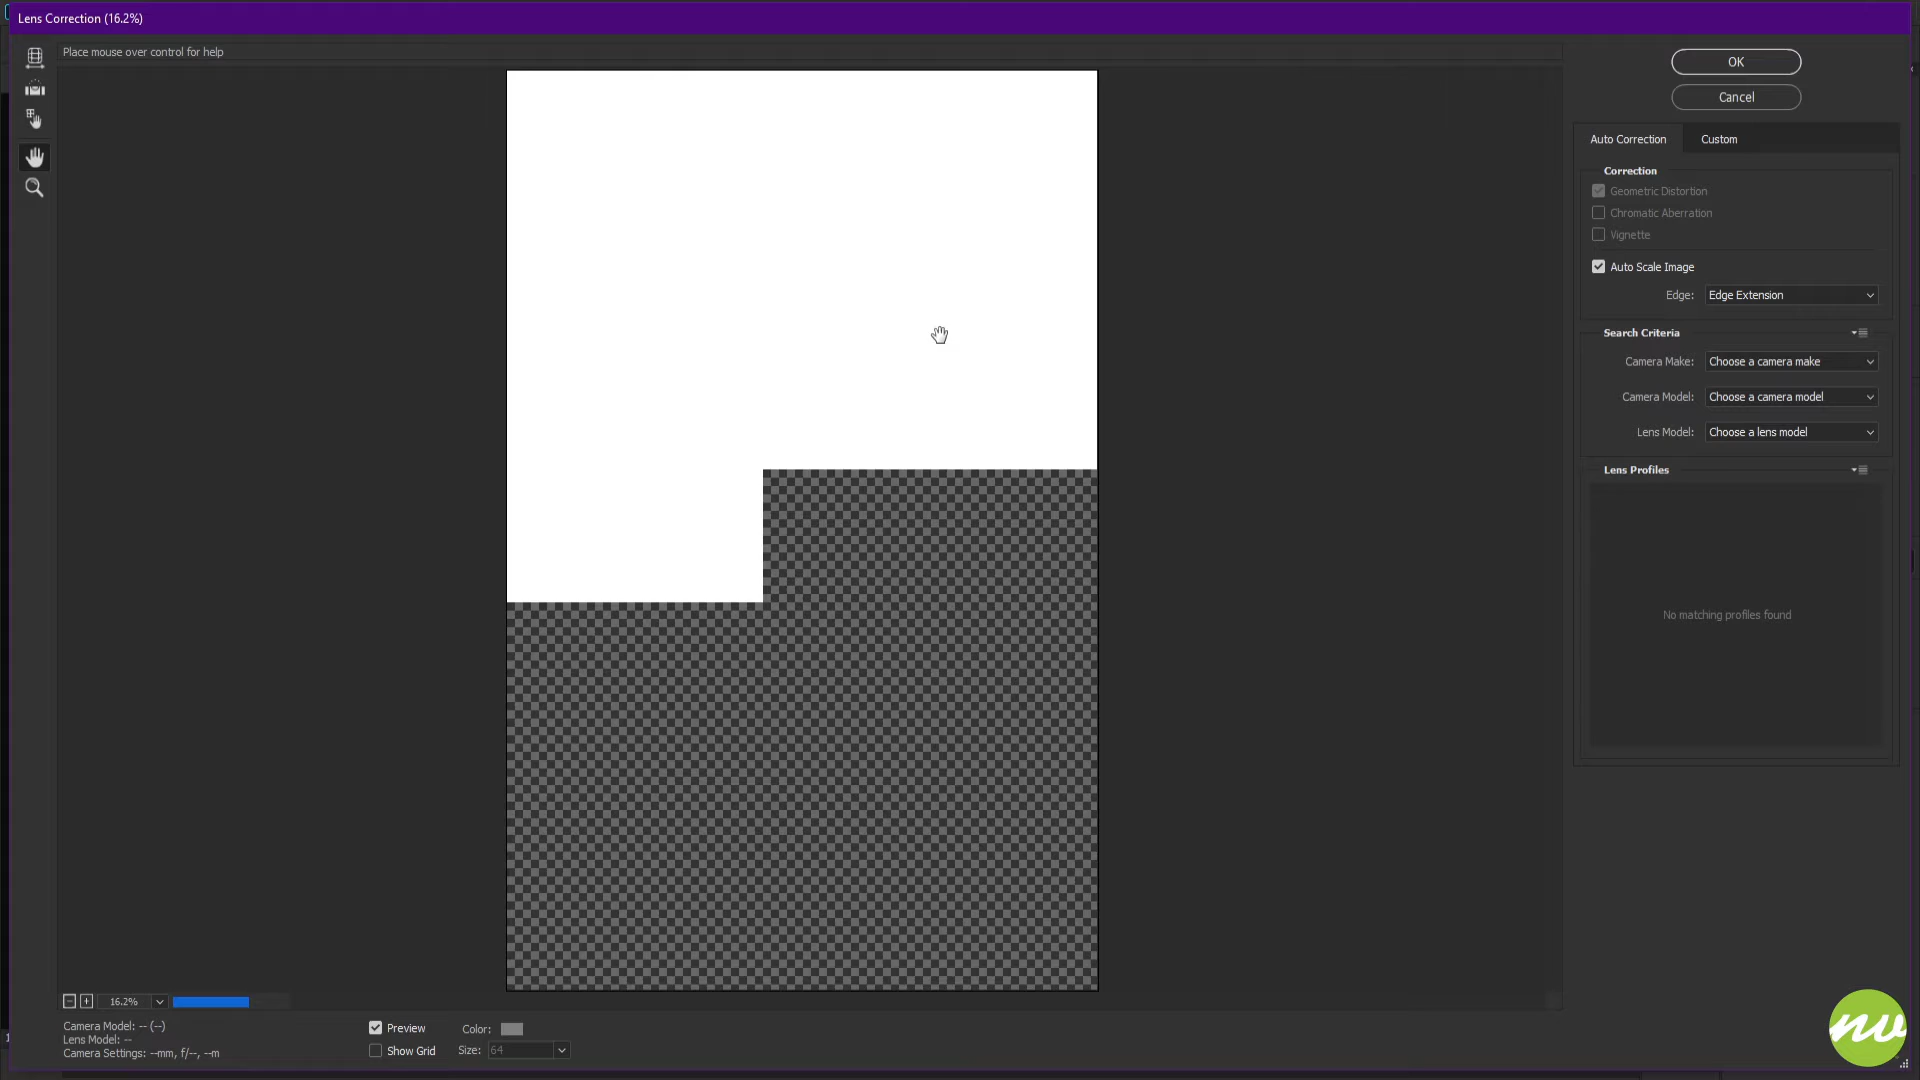 Lens Correction (16.2%)
Place mouse over control for help
OK
Cancel
Auto Correction
Custom
Correction
Geometric Distortion
Chromatic Aberration
Vignette
Auto Scale Image
Edge: Edge Extension
Search Criteria
Camera Make: Choose a camera make
Camera Model: Choose a camera model
Lens Model: Choose a lens model
Lens Profiles
No matching profiles found
16.2%
Camera Model: -- (--)
Lens Model: --
Camera Settings: --mm, f/--, --m
Preview
Color:
Show Grid
Size: 64
nv